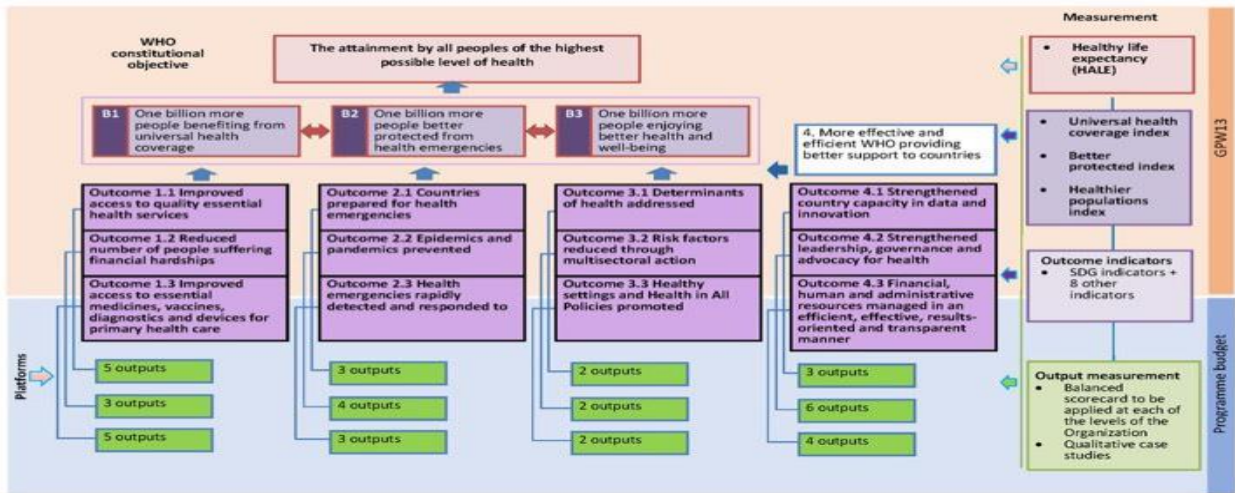 Measurement
WHO
constitutional
objective
The attainment by all peoples of the highest
possible level of health
• Healthy life
expectancy
(HALE)
B1
One billion more
people benefiting from
universal health
coverage
B2
One billion more
people better
protected from
health emergencies
B3
One billion more
people enjoying
better health and
well-being
4. More effective and
efficient WHO providing
better support to countries
• Universal health
coverage index
• Better
protected index
• Healthier
populations index
GPW13
Outcome 1.1 Improved
access to quality essential
health services
Outcome 1.2 Reduced
number of people suffering
financial hardships
Outcome 1.3 Improved
access to essential
medicines, vaccines,
diagnostics and devices for
primary health care
Outcome 2.1 Countries
prepared for health
emergencies
Outcome 2.2 Epidemics and
pandemics prevented
Outcome 2.3 Health
emergencies rapidly
detected and responded to
Outcome 3.1 Determinants
of health addressed
Outcome 3.2 Risk factors
reduced through
multisectoral action
Outcome 3.3 Healthy
settings and Health in All
Policies promoted
Outcome 4.1 Strengthened
country capacity in data and
innovation
Outcome 4.2 Strengthened
leadership, governance and
advocacy for health
Outcome 4.3 Financial,
human and administrative
resources managed in an
efficient, effective, results-
oriented and transparent
manner
Outcome indicators
• SDG indicators +
8 other
indicators
Platforms
5 outputs
3 outputs
5 outputs
3 outputs
4 outputs
3 outputs
2 outputs
2 outputs
2 outputs
3 outputs
6 outputs
4 outputs
Output measurement
• Balanced
scorecard to be
applied at each of
the levels of the
Organization
• Qualitative case
studies
Programme budget